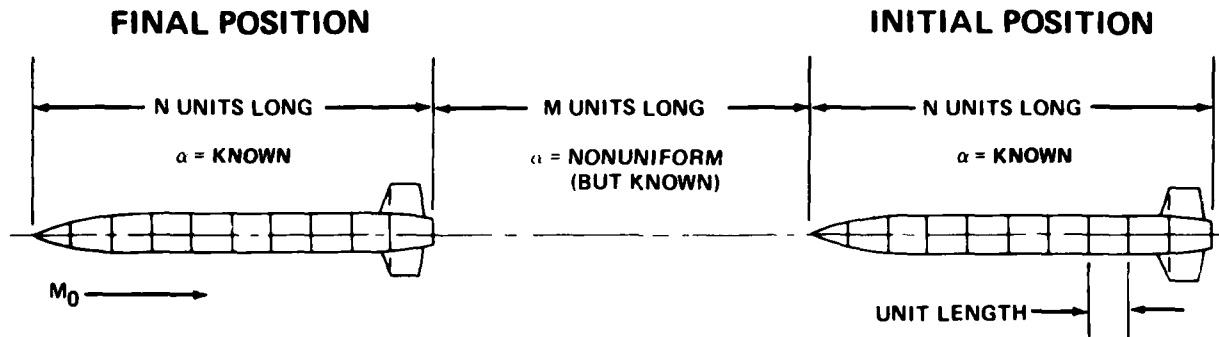 FINAL POSITION
INITIAL POSITION
N UNITS LONG
M UNITS LONG
N UNITS LONG
α = KNOWN
α = NONUNIFORM
(BUT KNOWN)
α = KNOWN
M₀
UNIT LENGTH